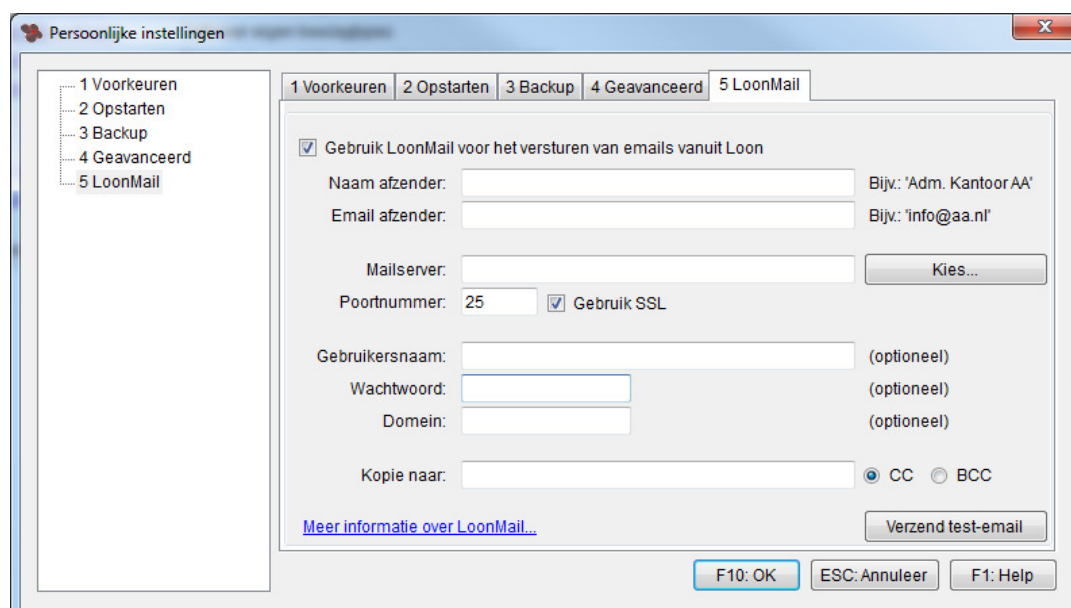 Persoonlijke instellingen
1 Voorkeuren
2 Opstarten
3 Backup
4 Geavanceerd
5 LoonMail
1 Voorkeuren 2 Opstarten 3 Backup 4 Geavanceerd 5 LoonMail
Gebruik LoonMail voor het versturen van emails vanuit Loon
Naam afzender: Bijv.: 'Adm. Kantoor AA'
Email afzender: Bijv.: 'info@aa.nl'
Mailserver: Kies...
Poortnummer: 25 Gebruik SSL
Gebruikersnaam: (optioneel)
Wachtwoord: (optioneel)
Domein: (optioneel)
Kopie naar: CC BCC
Meer informatie over LoonMail... Verzend test-email
F10: OK ESC: Annuleer F1: Help